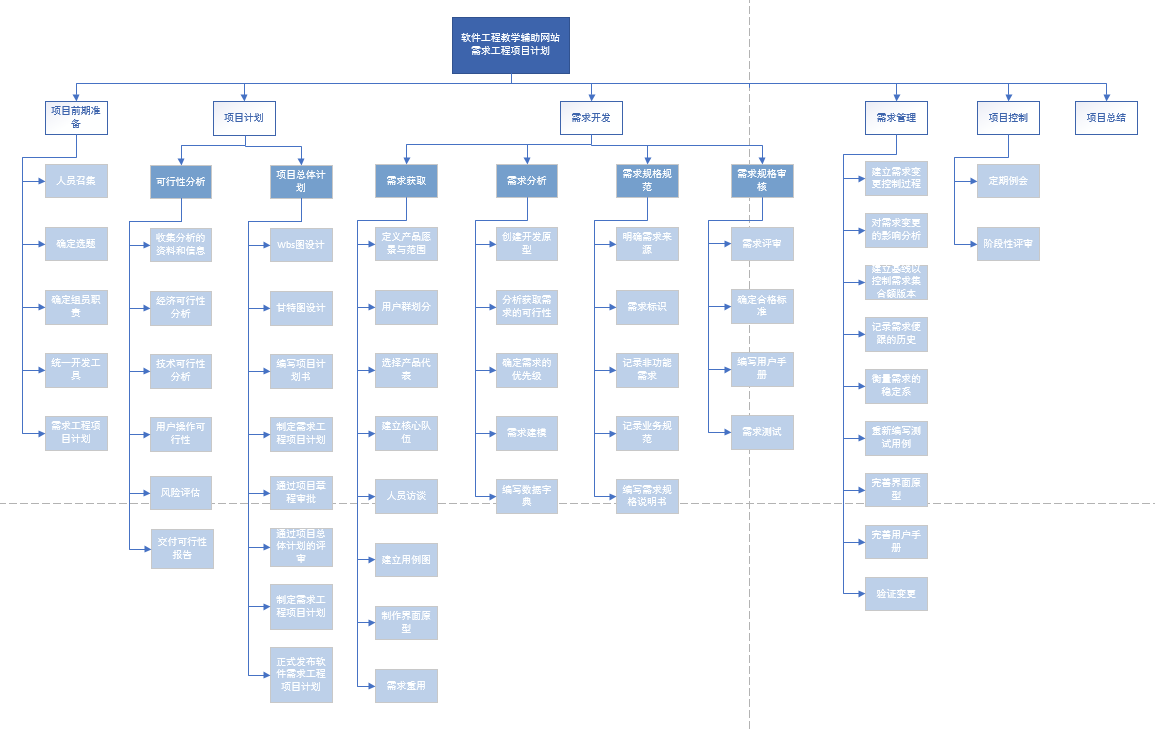 软件工程教学辅助网站
需求工程项目计划
项目前期准
备
项目计划
需求开发
需求管理
项目控制
项目总结
人员召集
确定选题
确定组员职
责
统一开发工
具
需求工程项
目计划
可行性分析
收集分析的
资料和信息
经济可行性
分析
技术可行性
分析
用户操作可
行性
风险评估
交付可行性
报告
项目总体计
划
Wbs图设计
甘特图设计
编写项目计
划书
制定需求工
程项目计划
通过项目章
程审批
通过项目总
体计划的评
审
制定需求工
程项目计划
正式发布软
件需求工程
项目计划
需求获取
定义产品愿
景与范围
用户群划分
选择产品代
表
建立核心队
伍
人员访谈
建立用例图
制作界面原
型
需求重用
需求分析
创建开发原
型
分析获取需
求的可行性
确定需求的
优先级
需求建模
编写数据字
典
需求规格规
范
明确需求来
源
需求标识
记录非功能
需求
记录业务规
范
编写需求规
格说明书
需求规格审
核
需求评审
确定合格标
准
编写用户手
册
需求测试
建立需求变
更控制过程
对需求变更
的影响分析
建立基线以
控制需求集
合额版本
记录需求便
跟的历史
衡量需求的
稳定系
重新编写测
试用例
完善界面原
型
完善用户手
册
验证变更
定期例会
阶段性评审